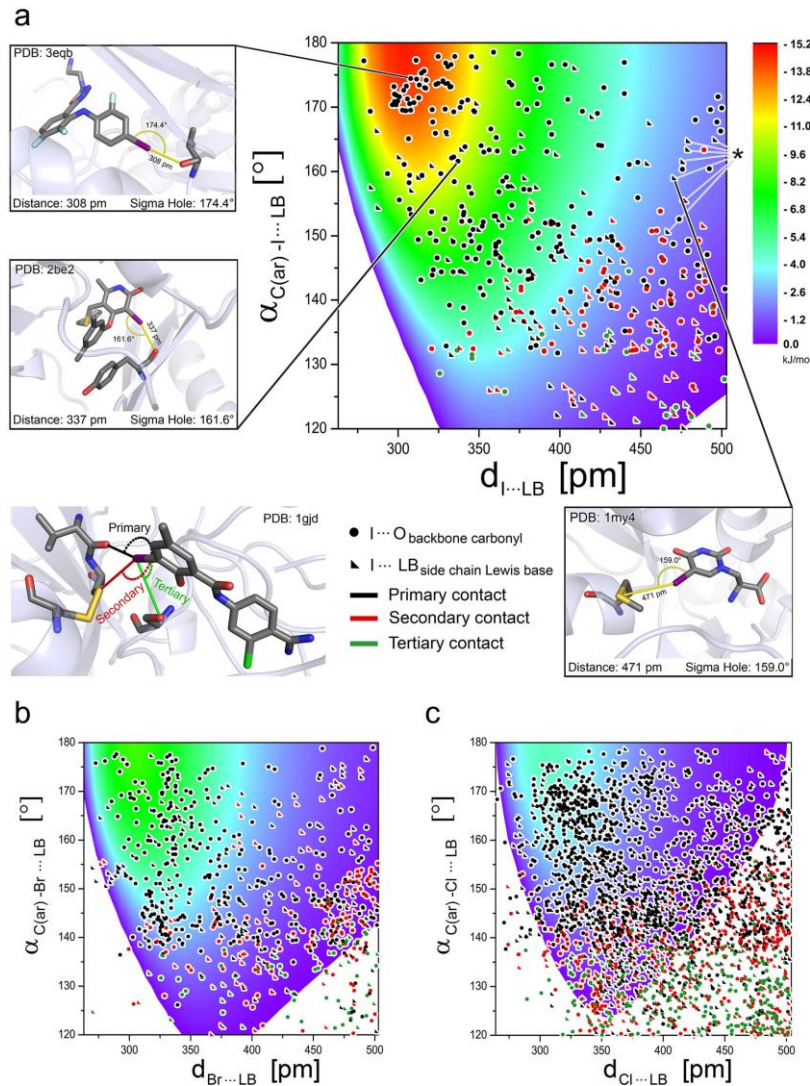 a
PDB: 3eqb
174.4°
308 pm
Distance: 308 pm Sigma Hole: 174.4°
PDB: 2be2
161.6°
337 pm
Distance: 337 pm Sigma Hole: 161.6°
α C(ar) -I··· LB [°]
180
170
160
150
140
130
120
300 350 400 450 500
d I···LB [pm]
*
- 15.2
- 13.2
- 12.0
- 10.8
- 9.6
- 8.4
- 7.2
- 6.0
- 4.8
- 3.6
- 2.4
- 1.2
0.0
kJ/mo
PDB: 1gjd
Primary
Secondary
Tertiary
I··· O backbone carbonyl
I··· LB side chain Lewis base
Primary contact
Secondary contact
Tertiary contact
PDB: 1my4
159.0°
471 pm
Distance: 471 pm Sigma Hole: 159.0°
b
α C(ar) -Br ··· LB [°]
180
170
160
150
140
130
120
300 350 400 450 500
d Br···LB [pm]
c
α C(ar) -Cl ··· LB [°]
180
170
160
150
140
130
120
300 350 400 450 500
d Cl···LB [pm]